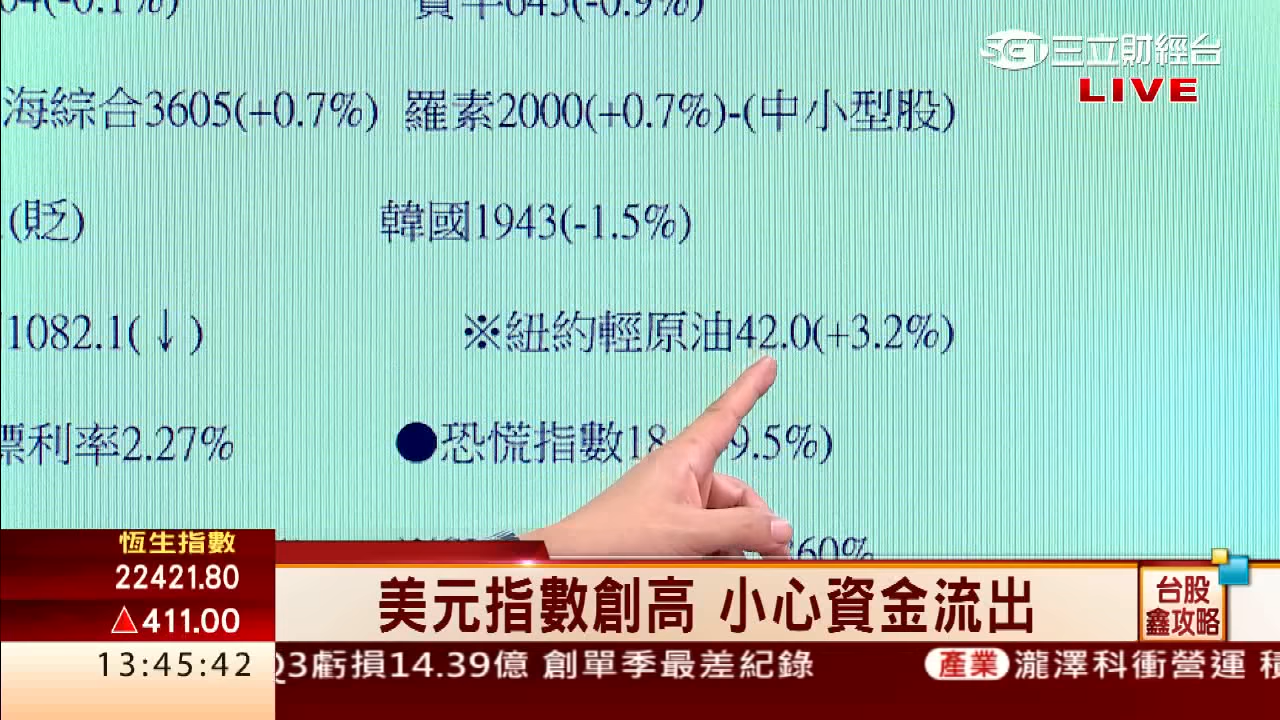 SET 三立財經台
LIVE
海綜合3605(+0.7%) 羅素2000(+0.7%)-(中小型股)
(貶) 韓國1943(-1.5%)
1082.1(↓) ※紐約輕原油42.0(+3.2%)
標利率2.27% ●恐慌指數18 9.5%)
60%
恆生指數
22421.80
△411.00
13:45:42
美元指數創高 小心資金流出
台股
鑫攻略
Q3虧損14.39億 創單季最差紀錄 產業 瀧澤科衝營運 積